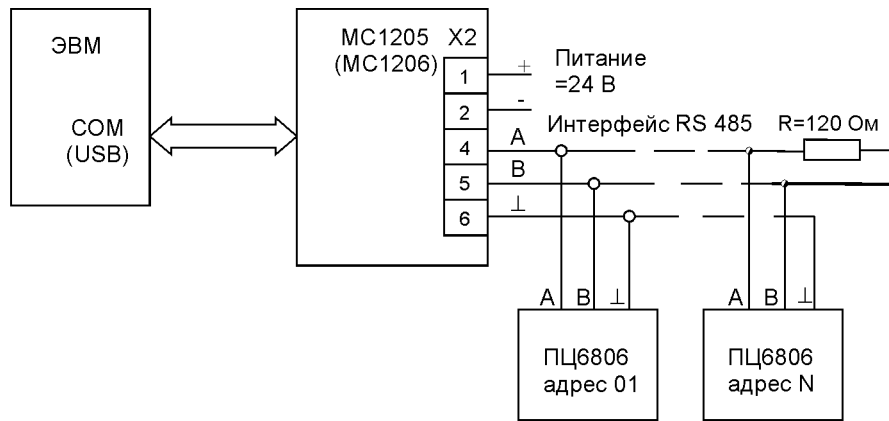 ЭВМ
COM
(USB)
МС1205
(МС1206)
X2
1
2
4
5
6
+
-
A
B
⊥
Питание
=24 В
Интерфейс RS 485
R=120 Ом
A B ⊥
ПЦ6806
адрес 01
A B ⊥
ПЦ6806
адрес N